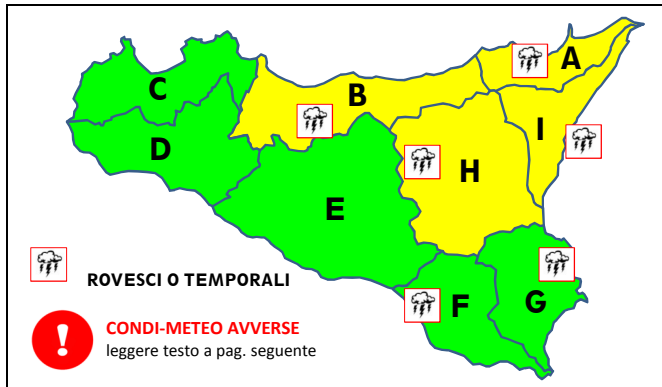 A
C
B
I
D
H
E
ROVESCI O TEMPORALI
F
G
CONDI-METEO AVVERSE
leggere testo a pag. seguente